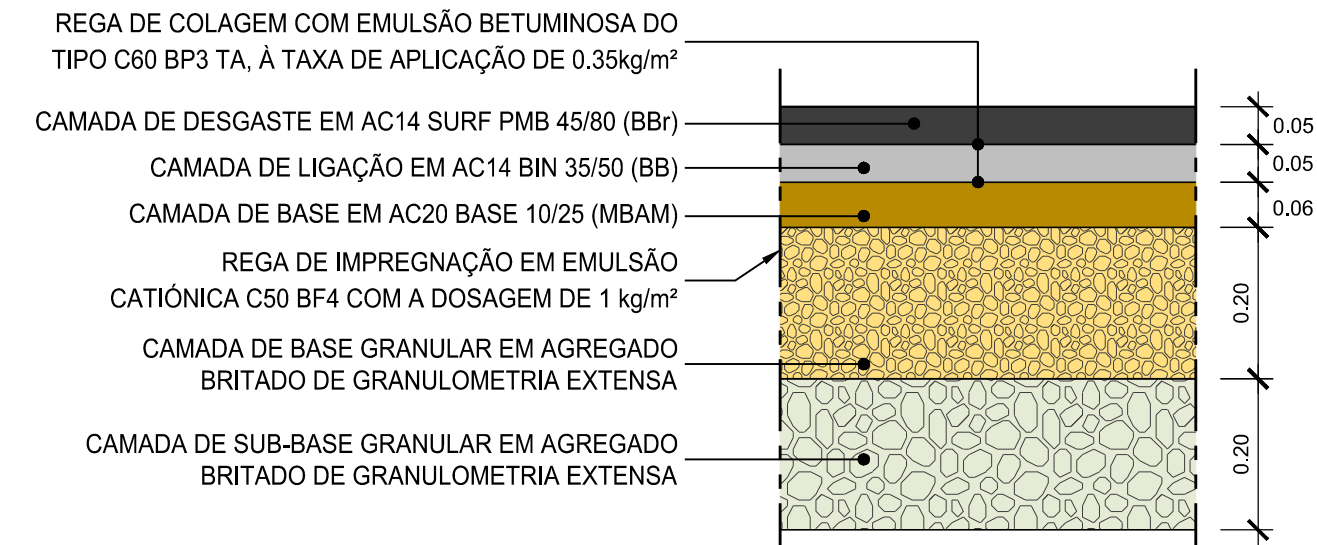 REGA DE COLAGEM COM EMULSÃO BETUMINOSA DO
TIPO C60 BP3 TA, À TAXA DE APLICAÇÃO DE 0.35kg/m²
CAMADA DE DESGASTE EM AC14 SURF PMB 45/80 (BBr)
CAMADA DE LIGAÇÃO EM AC14 BIN 35/50 (BB)
CAMADA DE BASE EM AC20 BASE 10/25 (MBAM)
REGA DE IMPREGNAÇÃO EM EMULSÃO
CATIÓNICA C50 BF4 COM A DOSAGEM DE 1 kg/m²
CAMADA DE BASE GRANULAR EM AGREGADO
BRITADO DE GRANULOMETRIA EXTENSA
CAMADA DE SUB-BASE GRANULAR EM AGREGADO
BRITADO DE GRANULOMETRIA EXTENSA
0.05
0.05
0.06
0.20
0.20